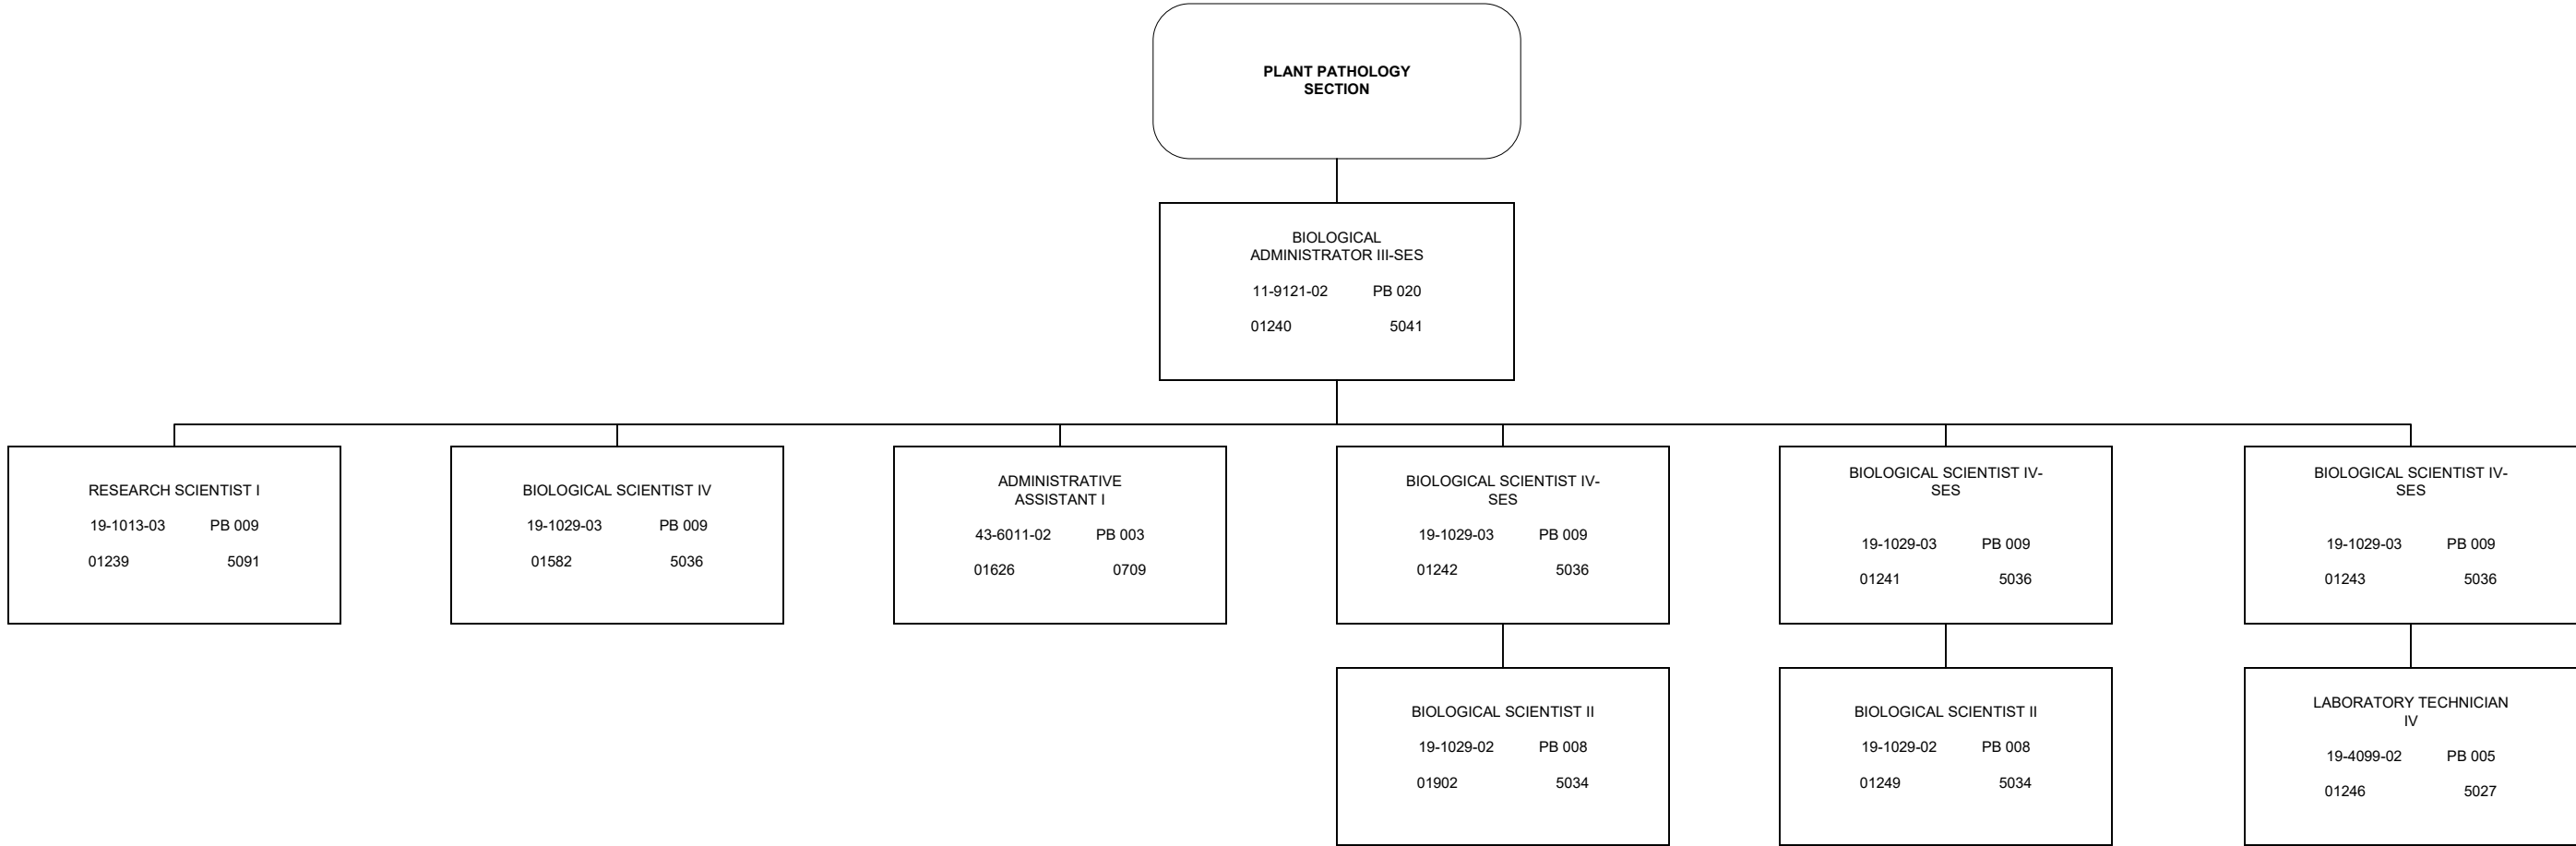 PLANT PATHOLOGY
SECTION
BIOLOGICAL
ADMINISTRATOR III-SES
11-9121-02 PB 020
01240 5041
RESEARCH SCIENTIST I
19-1013-03 PB 009
01239 5091
BIOLOGICAL SCIENTIST IV
19-1029-03 PB 009
01582 5036
ADMINISTRATIVE
ASSISTANT I
43-6011-02 PB 003
01626 0709
BIOLOGICAL SCIENTIST IV-
SES
19-1029-03 PB 009
01242 5036
BIOLOGICAL SCIENTIST IV-
SES
19-1029-03 PB 009
01241 5036
BIOLOGICAL SCIENTIST IV-
SES
19-1029-03 PB 009
01243 5036
BIOLOGICAL SCIENTIST II
19-1029-02 PB 008
01902 5034
BIOLOGICAL SCIENTIST II
19-1029-02 PB 008
01249 5034
LABORATORY TECHNICIAN
IV
19-4099-02 PB 005
01246 5027